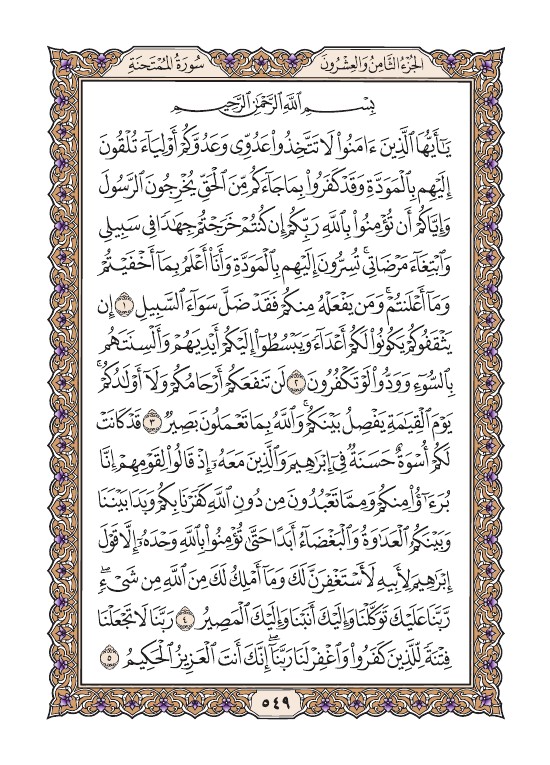 الجزء الثامن والعشرون
سورة الممتحنة
بِسْمِ ٱللَّهِ ٱلرَّحْمَٰنِ ٱلرَّحِيمِ
يَٰٓأَيُّهَا ٱلَّذِينَ ءَامَنُوا۟ لَا تَتَّخِذُوا۟ عَدُوِّى وَعَدُوَّكُمْ أَوْلِيَآءَ تُلْقُونَ
إِلَيْهِم بِٱلْمَوَدَّةِ وَقَدْ كَفَرُوا۟ بِمَا جَآءَكُم مِّنَ ٱلْحَقِّ يُخْرِجُونَ ٱلرَّسُولَ
وَإِيَّاكُمْ أَن تُؤْمِنُوا۟ بِٱللَّهِ رَبِّكُمْ إِن كُنتُمْ خَرَجْتُمْ جِهَٰدًا فِى سَبِيلِى
وَٱبْتِغَآءَ مَرْضَاتِى ۚ تُسِرُّونَ إِلَيْهِم بِٱلْمَوَدَّةِ وَأَنَا۠ أَعْلَمُ بِمَآ أَخْفَيْتُمْ
وَمَآ أَعْلَنتُمْ ۚ وَمَن يَفْعَلْهُ مِنكُمْ فَقَدْ ضَلَّ سَوَآءَ ٱلسَّبِيلِ ١ إِن
يَثْقَفُوكُمْ يَكُونُوا۟ لَكُمْ أَعْدَآءً وَيَبْسُطُوٓا۟ إِلَيْكُمْ أَيْدِيَهُمْ وَأَلْسِنَتَهُم
بِٱلسُّوٓءِ وَوَدُّوا۟ لَوْ تَكْفُرُونَ ٢ لَن تَنفَعَكُمْ أَرْحَامُكُمْ وَلَآ أَوْلَٰدُكُمْ ۚ
يَوْمَ ٱلْقِيَٰمَةِ يَفْصِلُ بَيْنَكُمْ ۚ وَٱللَّهُ بِمَا تَعْمَلُونَ بَصِيرٌ ٣ قَدْ كَانَتْ
لَكُمْ أُسْوَةٌ حَسَنَةٌ فِىٓ إِبْرَٰهِيمَ وَٱلَّذِينَ مَعَهُۥٓ إِذْ قَالُوا۟ لِقَوْمِهِمْ إِنَّا
بُرَءَٰٓؤُا۟ مِنكُمْ وَمِمَّا تَعْبُدُونَ مِن دُونِ ٱللَّهِ كَفَرْنَا بِكُمْ وَبَدَا بَيْنَنَا
وَبَيْنَكُمُ ٱلْعَدَٰوَةُ وَٱلْبَغْضَآءُ أَبَدًا حَتَّىٰ تُؤْمِنُوا۟ بِٱللَّهِ وَحْدَهُۥٓ إِلَّا قَوْلَ
إِبْرَٰهِيمَ لِأَبِيهِ لَأَسْتَغْفِرَنَّ لَكَ وَمَآ أَمْلِكُ لَكَ مِنَ ٱللَّهِ مِن شَىْءٍ ۖ
رَّبَّنَا عَلَيْكَ تَوَكَّلْنَا وَإِلَيْكَ أَنَبْنَا وَإِلَيْكَ ٱلْمَصِيرُ ٤ رَبَّنَا لَا تَجْعَلْنَا
فِتْنَةً لِّلَّذِينَ كَفَرُوا۟ وَٱغْفِرْ لَنَا رَبَّنَآ ۖ إِنَّكَ أَنتَ ٱلْعَزِيزُ ٱلْحَكِيمُ ٥
٥٤٩